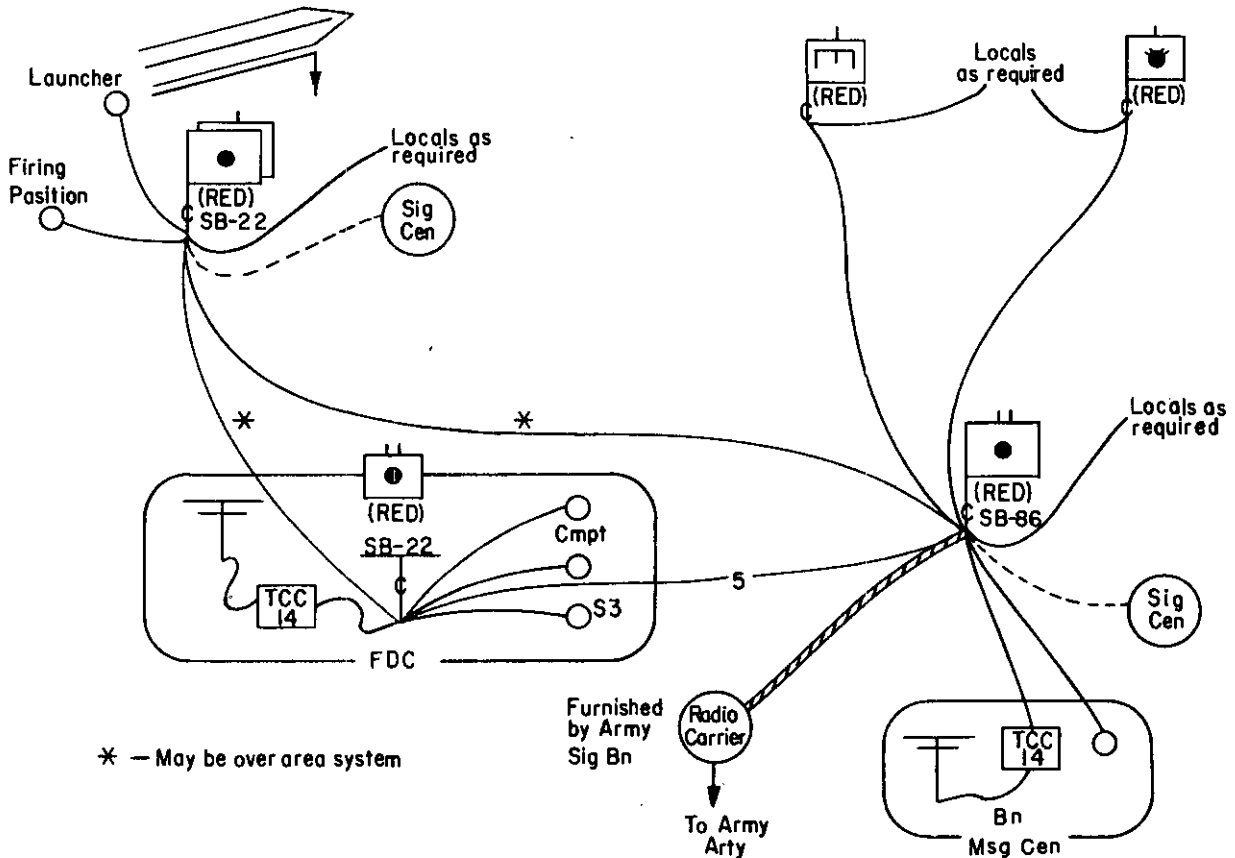 Launcher
Firing
Position
(RED)
SB-22
Locals as
required
Sig
Cen
(RED)
Locals
as required
(RED)
(RED)
SB-22
Cmpt
S3
TCC
14
FDC
5
(RED)
SB-86
Locals as
required
Sig
Cen
Furnished
by Army
Sig Bn
Radio
Carrier
To Army
Arty
TCC
14
Bn
Msg Cen
* — May be over area system